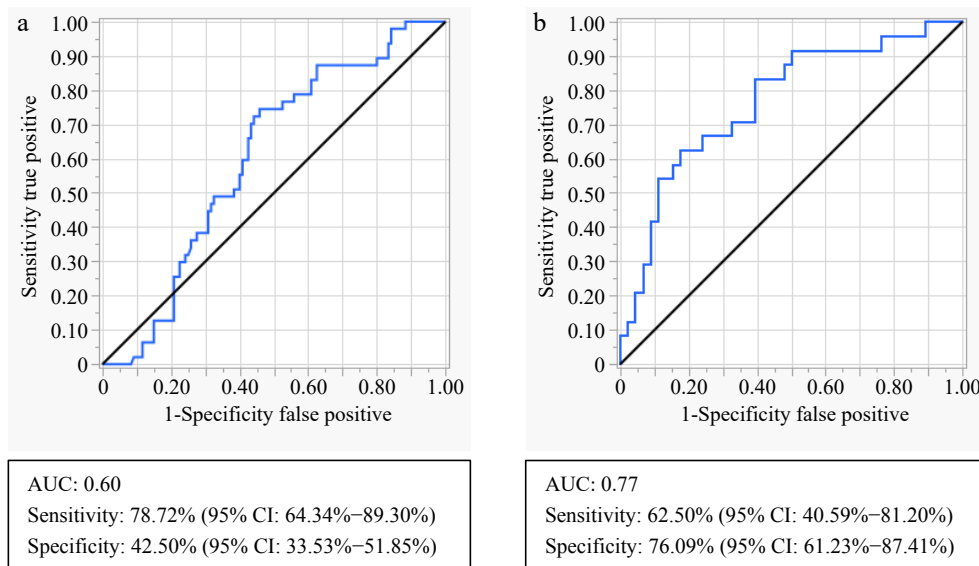 a
1.00
0.90
0.80
0.70
0.60
0.50
0.40
0.30
0.20
0.10
0
Sensitivity true positive
0 0.20 0.40 0.60 0.80 1.00
1-Specificity false positive
AUC: 0.60
Sensitivity: 78.72% (95% CI: 64.34%−89.30%)
Specificity: 42.50% (95% CI: 33.53%−51.85%)
b
1.00
0.90
0.80
0.70
0.60
0.50
0.40
0.30
0.20
0.10
0
Sensitivity true positive
0 0.20 0.40 0.60 0.80 1.00
1-Specificity false positive
AUC: 0.77
Sensitivity: 62.50% (95% CI: 40.59%−81.20%)
Specificity: 76.09% (95% CI: 61.23%−87.41%)